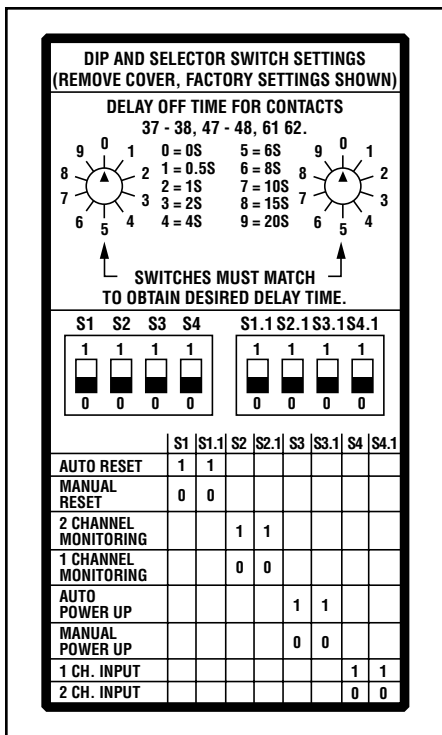 DIP AND SELECTOR SWITCH SETTINGS
(REMOVE COVER, FACTORY SETTINGS SHOWN)
DELAY OFF TIME FOR CONTACTS
37 - 38, 47 - 48, 61 62.
0 1 2 3 4 5 6 7 8 9
0 = 0S 5 = 6S
1 = 0.5S 6 = 8S
2 = 1S 7 = 10S
3 = 2S 8 = 15S
4 = 4S 9 = 20S
0 1 2 3 4 5 6 7 8 9
SWITCHES MUST MATCH
TO OBTAIN DESIRED DELAY TIME.
S1 S2 S3 S4 S1.1 S2.1 S3.1 S4.1
1 1 1 1 1 1 1 1
0 0 0 0 0 0 0 0
S1 S1.1 S2 S2.1 S3 S3.1 S4 S4.1
AUTO RESET 1 1
MANUAL
RESET 0 0
2 CHANNEL
MONITORING 1 1
1 CHANNEL
MONITORING 0 0
AUTO
POWER UP 1 1
MANUAL
POWER UP 0 0
1 CH. INPUT 1 1
2 CH. INPUT 0 0